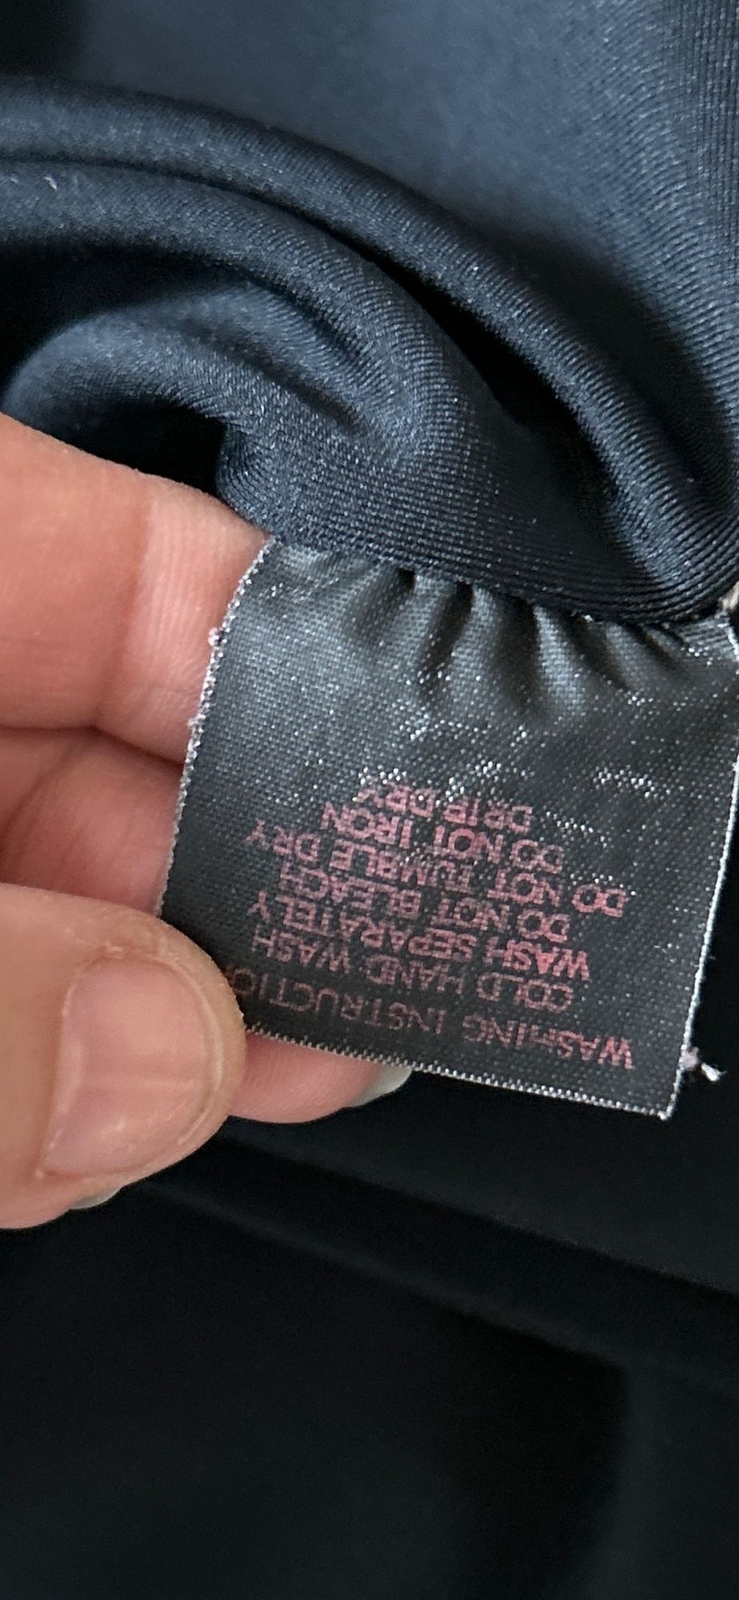 WASHING INSTRUCTIO
COLD HAND WASH
WASH SEPARATELY
DO NOT BLEACH
DO NOT TUMBLE DRY
DO NOT IRON
DRIP DRY